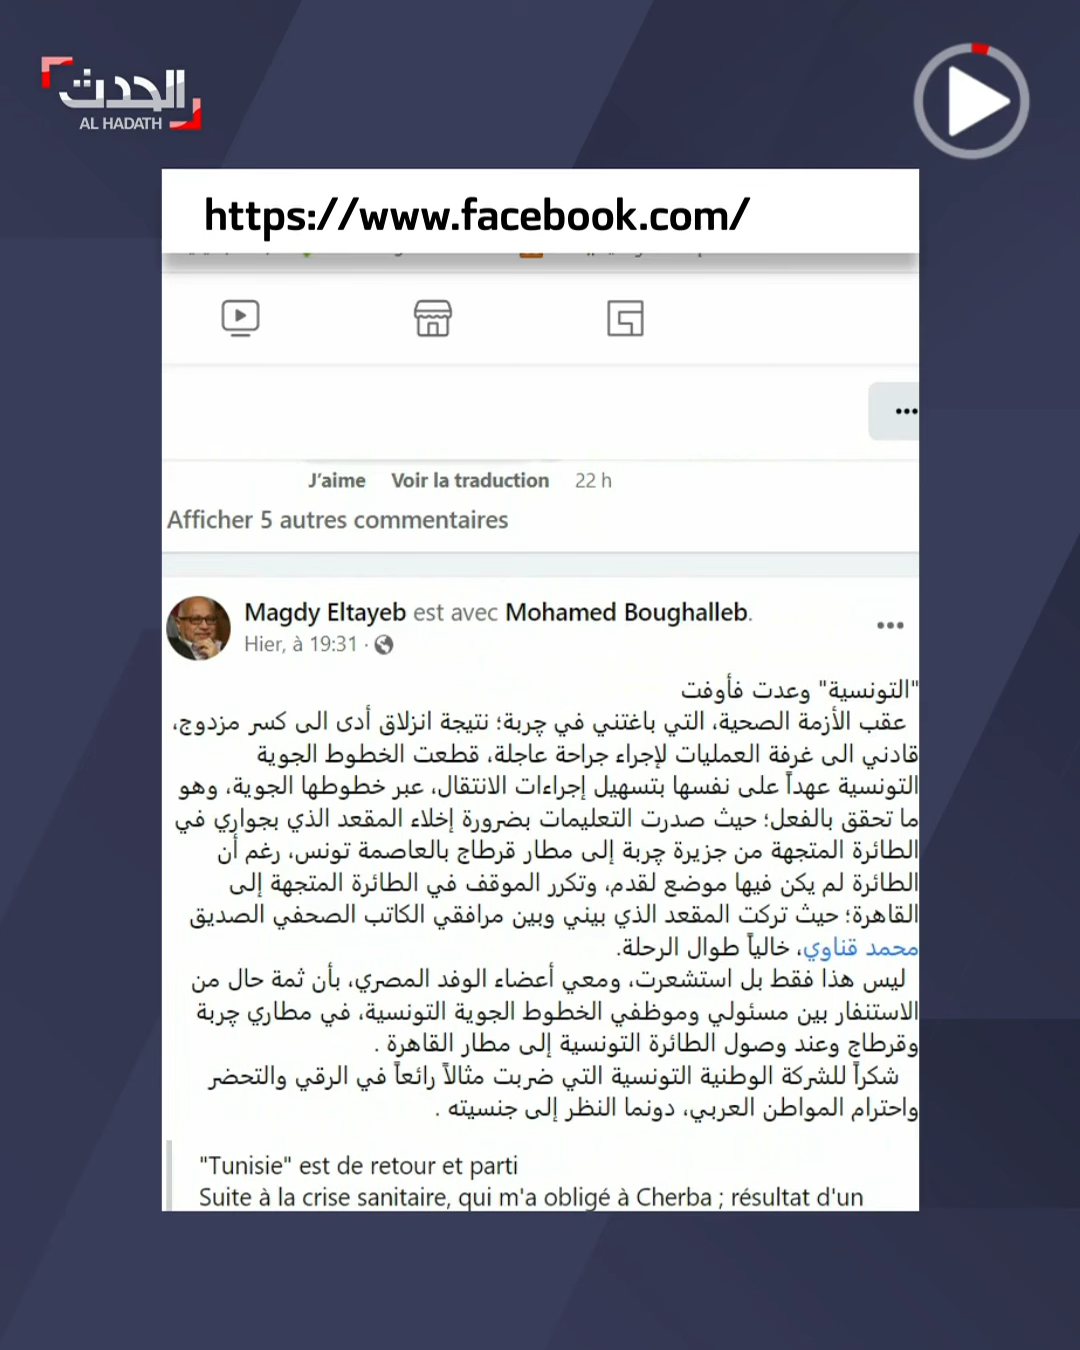 الحدث
AL HADATH
https://www.facebook.com/
J'aime Voir la traduction 22 h
Afficher 5 autres commentaires
Magdy Eltayeb est avec Mohamed Boughalleb.
Hier, à 19:31 ·
"التونسية" وعدت فأوفت
عقب الأزمة الصحية، التي باغتني في چربة؛ نتيجة انزلاق أدى الى كسر مزدوج،
قادني الى غرفة العمليات لإجراء جراحة عاجلة، قطعت الخطوط الجوية
التونسية عهداً على نفسها بتسهيل إجراءات الانتقال، عبر خطوطها الجوية، وهو
ما تحقق بالفعل؛ حيث صدرت التعليمات بضرورة إخلاء المقعد الذي بجواري في
الطائرة المتجهة من جزيرة چربة إلى مطار قرطاج بالعاصمة تونس، رغم أن
الطائرة لم يكن فيها موضع لقدم، وتكرر الموقف في الطائرة المتجهة إلى
القاهرة؛ حيث تركت المقعد الذي بيني وبين مرافقي الكاتب الصحفي الصديق
محمد قناوي، خالياً طوال الرحلة.
ليس هذا فقط بل استشعرت، ومعي أعضاء الوفد المصري، بأن ثمة حال من
الاستنفار بين مسئولي وموظفي الخطوط الجوية التونسية، في مطاري چربة
وقرطاج وعند وصول الطائرة التونسية إلى مطار القاهرة .
شكراً للشركة الوطنية التونسية التي ضربت مثالاً رائعاً في الرقي والتحضر
واحترام المواطن العربي، دونما النظر إلى جنسيته .
"Tunisie" est de retour et parti
Suite à la crise sanitaire, qui m'a obligé à Cherba ; résultat d'un